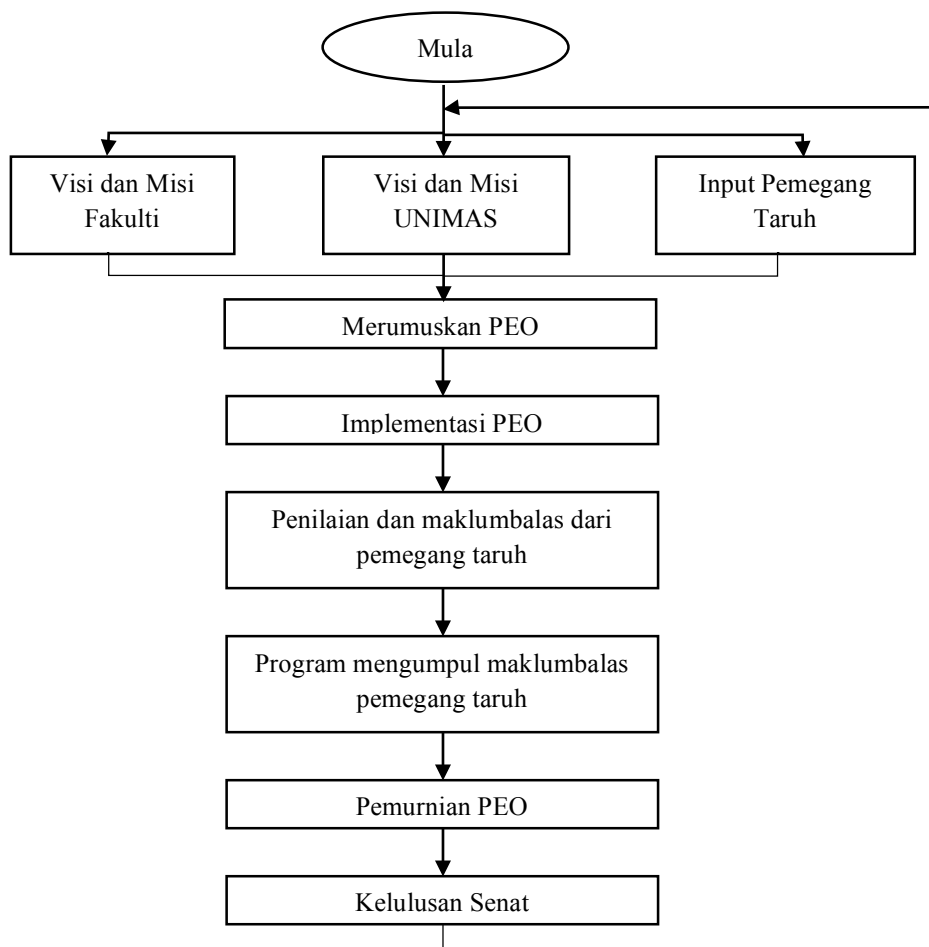 Mula
Visi dan Misi
Fakulti
Visi dan Misi
UNIMAS
Input Pemegang
Taruh
Merumuskan PEO
Implementasi PEO
Penilaian dan maklumbalas dari
pemegang taruh
Program mengumpul maklumbalas
pemegang taruh
Pemurnian PEO
Kelulusan Senat